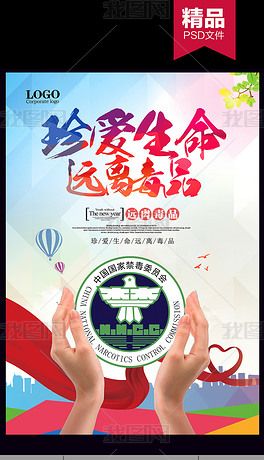 精品
PSD文件
LOGO
Corporate logo
珍爱生命
远离毒品
Youth without
The new year
远离毒品
珍爱生命远离毒品
中国国家禁毒委员会
N.N.C.C
CHINA NATIONAL NARCOTICS CONTROL COMMISSION